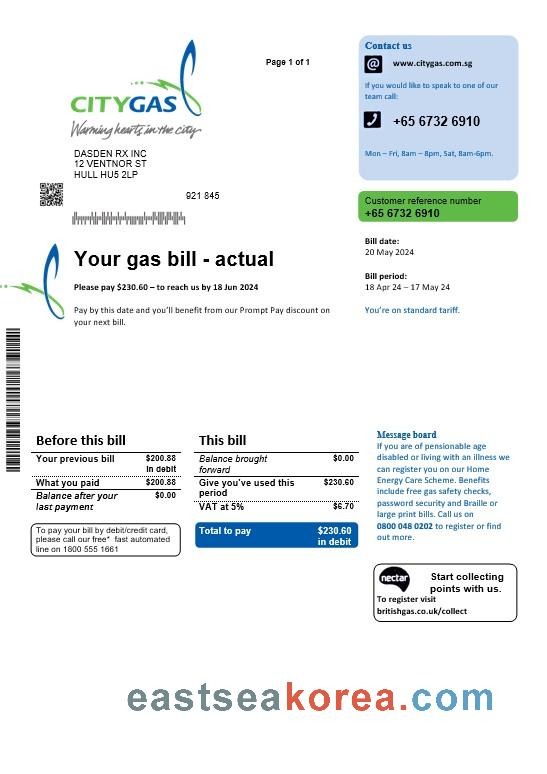 Page 1 of 1
CITYGAS
Warming hearts in the city
DASDEN RX INC
12 VENTNOR ST
HULL HU5 2LP
921 845
Contact us
www.citygas.com.sg
If you would like to speak to one of our
team call:
+65 6732 6910
Mon – Fri, 8am – 8pm, Sat, 8am-6pm.
Customer reference number
+65 6732 6910
Bill date:
20 May 2024
Bill period:
18 Apr 24 – 17 May 24
You're on standard tariff.
Your gas bill - actual
Please pay $230.60 – to reach us by 18 Jun 2024
Pay by this date and you'll benefit from our Prompt Pay discount on
your next bill.
Before this bill
Your previous bill $200.88
in debit
What you paid $200.88
Balance after your $0.00
last payment
To pay your bill by debit/credit card,
please call our free* fast automated
line on 1800 555 1661
This bill
Balance brought $0.00
forward
Give you've used this $230.60
period
VAT at 5% $6.70
Total to pay $230.60
in debit
Message board
If you are of pensionable age
disabled or living with an illness we
can register you on our Home
Energy Care Scheme. Benefits
include free gas safety checks,
password security and Braille or
large print bills. Call us on
0800 048 0202 to register or find
out more.
nectar
Start collecting
points with us.
To register visit
britishgas.co.uk/collect
eastseakorea.com